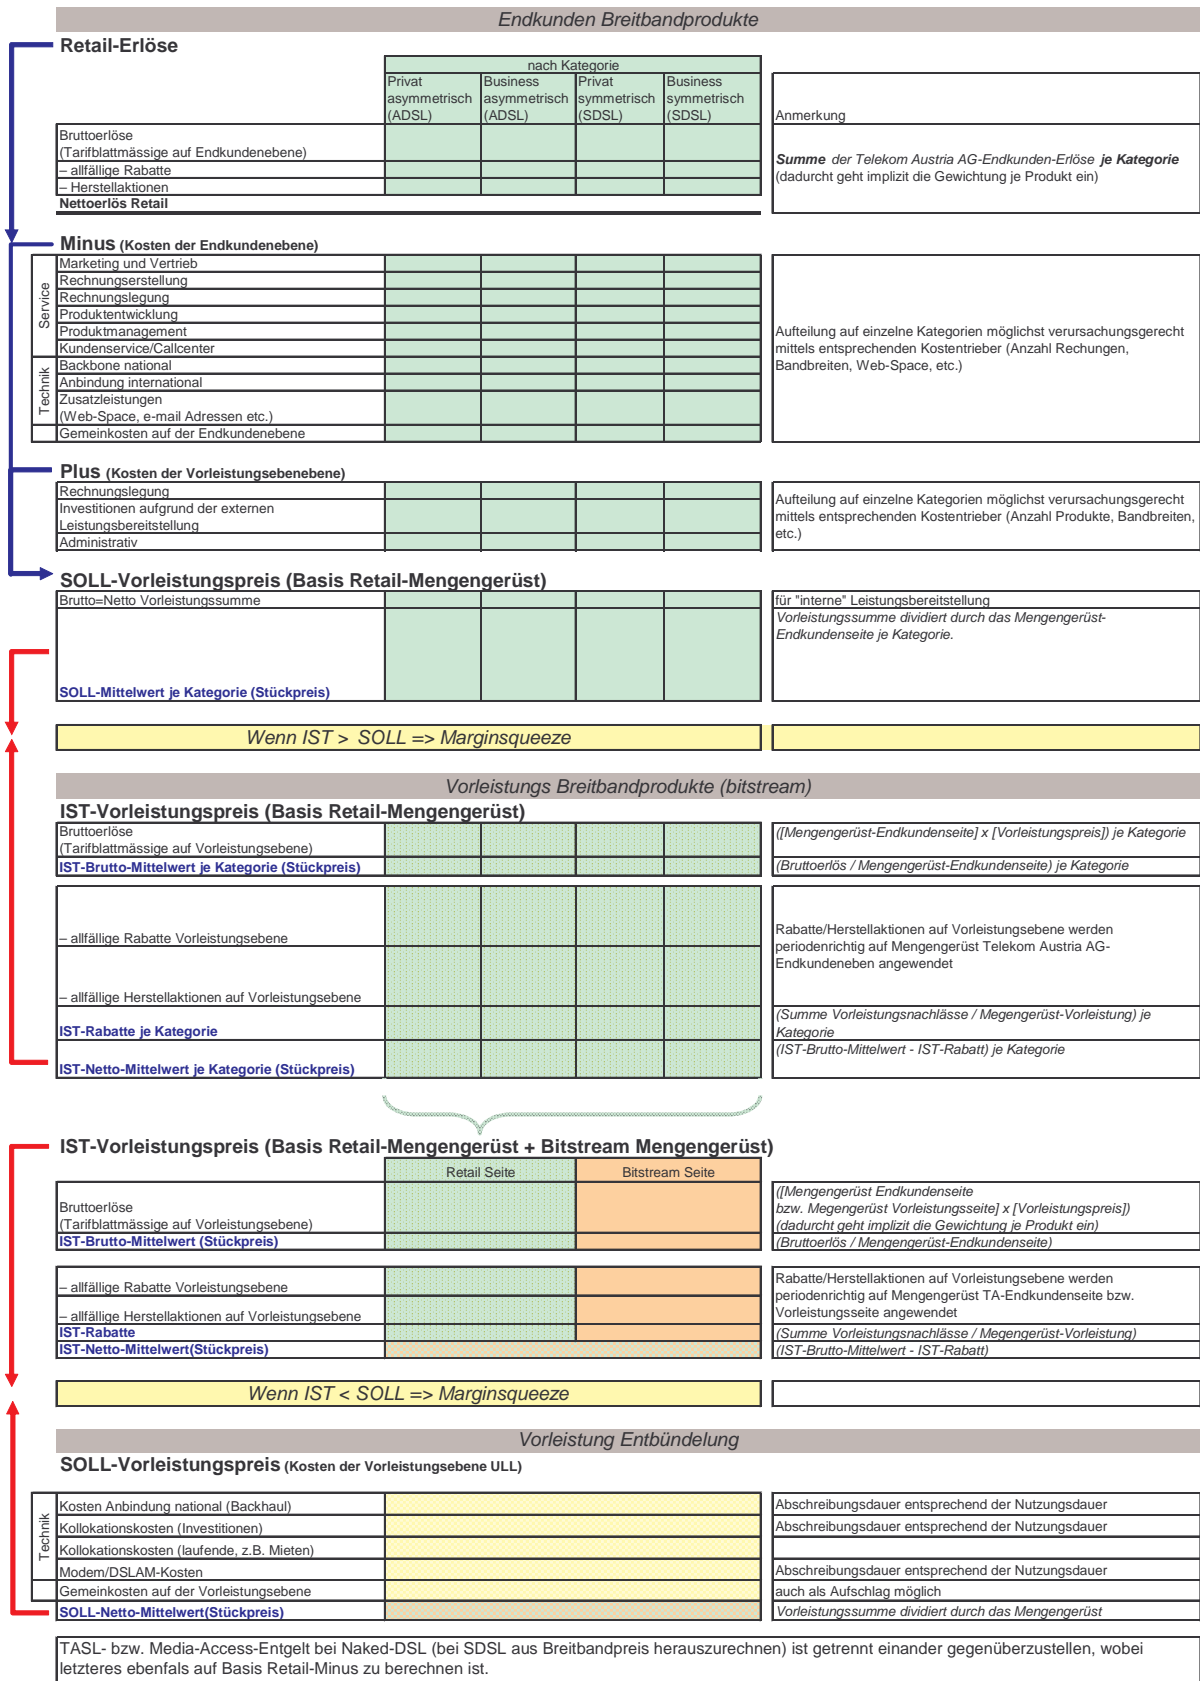 Endkunden Breitbandprodukte
Retail-Erlöse
nach Kategorie
Privat asymmetrisch (ADSL)
Business asymmetrisch (ADSL)
Privat symmetrisch (SDSL)
Business symmetrisch (SDSL)
Anmerkung
Bruttoerlöse
(Tarifblattmässige auf Endkundenebene)
– allfällige Rabatte
– Herstellaktionen
Nettoerlös Retail
Summe der Telekom Austria AG-Endkunden-Erlöse je Kategorie
(dadurcht geht implizit die Gewichtung je Produkt ein)
Minus (Kosten der Endkundenebene)
Service
Marketing und Vertrieb
Rechnungserstellung
Rechnungslegung
Produktentwicklung
Produktmanagement
Kundenservice/Callcenter
Technik
Backbone national
Anbindung international
Zusatzleistungen
(Web-Space, e-mail Adressen etc.)
Gemeinkosten auf der Endkundenebene
Aufteilung auf einzelne Kategorien möglichst verursachungsgerecht
mittels entsprechenden Kostentrieber (Anzahl Rechungen,
Bandbreiten, Web-Space, etc.)
Plus (Kosten der Vorleistungsebenebene)
Rechnungslegung
Investitionen aufgrund der externen
Leistungsbereitstellung
Administrativ
Aufteilung auf einzelne Kategorien möglichst verursachungsgerecht
mittels entsprechenden Kostentrieber (Anzahl Produkte, Bandbreiten,
etc.)
SOLL-Vorleistungspreis (Basis Retail-Mengengerüst)
Brutto=Netto Vorleistungssumme
für "interne" Leistungsbereitstellung
Vorleistungssumme dividiert durch das Mengengerüst-
Endkundenseite je Kategorie.
SOLL-Mittelwert je Kategorie (Stückpreis)
Wenn IST > SOLL => Marginsqueeze
Vorleistungs Breitbandprodukte (bitstream)
IST-Vorleistungspreis (Basis Retail-Mengengerüst)
Bruttoerlöse
(Tarifblattmässige auf Vorleistungsebene)
([Mengengerüst-Endkundenseite] x [Vorleistungspreis]) je Kategorie
IST-Brutto-Mittelwert je Kategorie (Stückpreis)
(Bruttoerlös / Mengengerüst-Endkundenseite) je Kategorie
– allfällige Rabatte Vorleistungsebene
– allfällige Herstellaktionen auf Vorleistungsebene
Rabatte/Herstellaktionen auf Vorleistungsebene werden
periodenrichtig auf Mengengerüst Telekom Austria AG-
Endkundeneben angewendet
IST-Rabatte je Kategorie
(Summe Vorleistungsnachlässe / Megengerüst-Vorleistung) je
Kategorie
IST-Netto-Mittelwert je Kategorie (Stückpreis)
(IST-Brutto-Mittelwert - IST-Rabatt) je Kategorie
IST-Vorleistungspreis (Basis Retail-Mengengerüst + Bitstream Mengengerüst)
Retail Seite
Bitstream Seite
Bruttoerlöse
(Tarifblattmässige auf Vorleistungsebene)
([Mengengerüst Endkundenseite
bzw. Megengerüst Vorleistungsseite] x [Vorleistungspreis])
(dadurcht geht implizit die Gewichtung je Produkt ein)
IST-Brutto-Mittelwert (Stückpreis)
(Bruttoerlös / Mengengerüst-Endkundenseite)
– allfällige Rabatte Vorleistungsebene
– allfällige Herstellaktionen auf Vorleistungsebene
Rabatte/Herstellaktionen auf Vorleistungsebene werden
periodenrichtig auf Mengengerüst TA-Endkundenseite bzw.
Vorleistungsseite angewendet
IST-Rabatte
(Summe Vorleistungsnachlässe / Megengerüst-Vorleistung)
IST-Netto-Mittelwert(Stückpreis)
(IST-Brutto-Mittelwert - IST-Rabatt)
Wenn IST < SOLL => Marginsqueeze
Vorleistung Entbündelung
SOLL-Vorleistungspreis (Kosten der Vorleistungsebene ULL)
Technik
Kosten Anbindung national (Backhaul)
Abschreibungsdauer entsprechend der Nutzungsdauer
Kollokationskosten (Investitionen)
Abschreibungsdauer entsprechend der Nutzungsdauer
Kollokationskosten (laufende, z.B. Mieten)
Modem/DSLAM-Kosten
Abschreibungsdauer entsprechend der Nutzungsdauer
Gemeinkosten auf der Vorleistungsebene
auch als Aufschlag möglich
SOLL-Netto-Mittelwert(Stückpreis)
Vorleistungssumme dividiert durch das Mengengerüst
TASL- bzw. Media-Access-Entgelt bei Naked-DSL (bei SDSL aus Breitbandpreis herauszurechnen) ist getrennt einander gegenüberzustellen, wobei
letzteres ebenfalls auf Basis Retail-Minus zu berechnen ist.